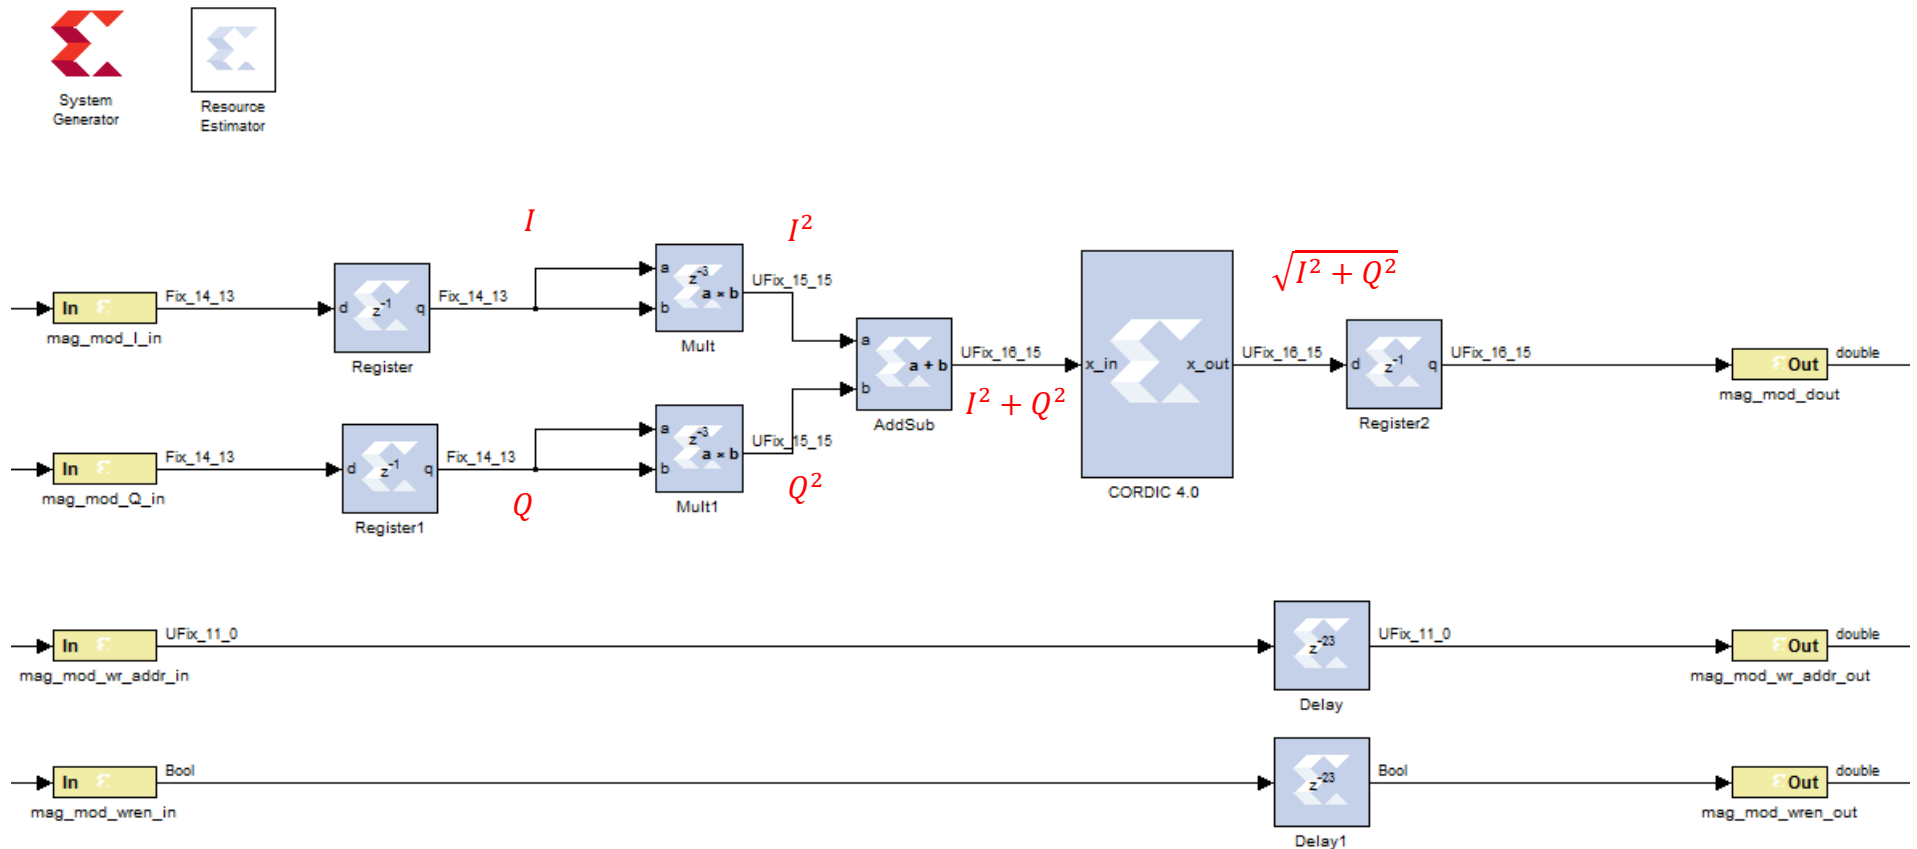 System
Generator
Resource
Estimator
I
I²
√(I² + Q²)
In
mag_mod_I_in
Fix_14_13
d z⁻¹ q
Register
Fix_14_13
a
b
z⁻³
a × b
Mult
UFix_15_15
a
b
a + b
AddSub
UFix_16_15
I² + Q²
x_in x_out
CORDIC 4.0
UFix_16_15
d z⁻¹ q
Register2
UFix_16_15
Out
mag_mod_dout
double
In
mag_mod_Q_in
Fix_14_13
d z⁻¹ q
Register1
Fix_14_13
Q
a
b
z⁻³
a × b
Mult1
UFix_15_15
Q²
In
mag_mod_wr_addr_in
UFix_11_0
z⁻²³
Delay
UFix_11_0
Out
mag_mod_wr_addr_out
double
In
mag_mod_wren_in
Bool
z⁻²³
Delay1
Bool
Out
mag_mod_wren_out
double